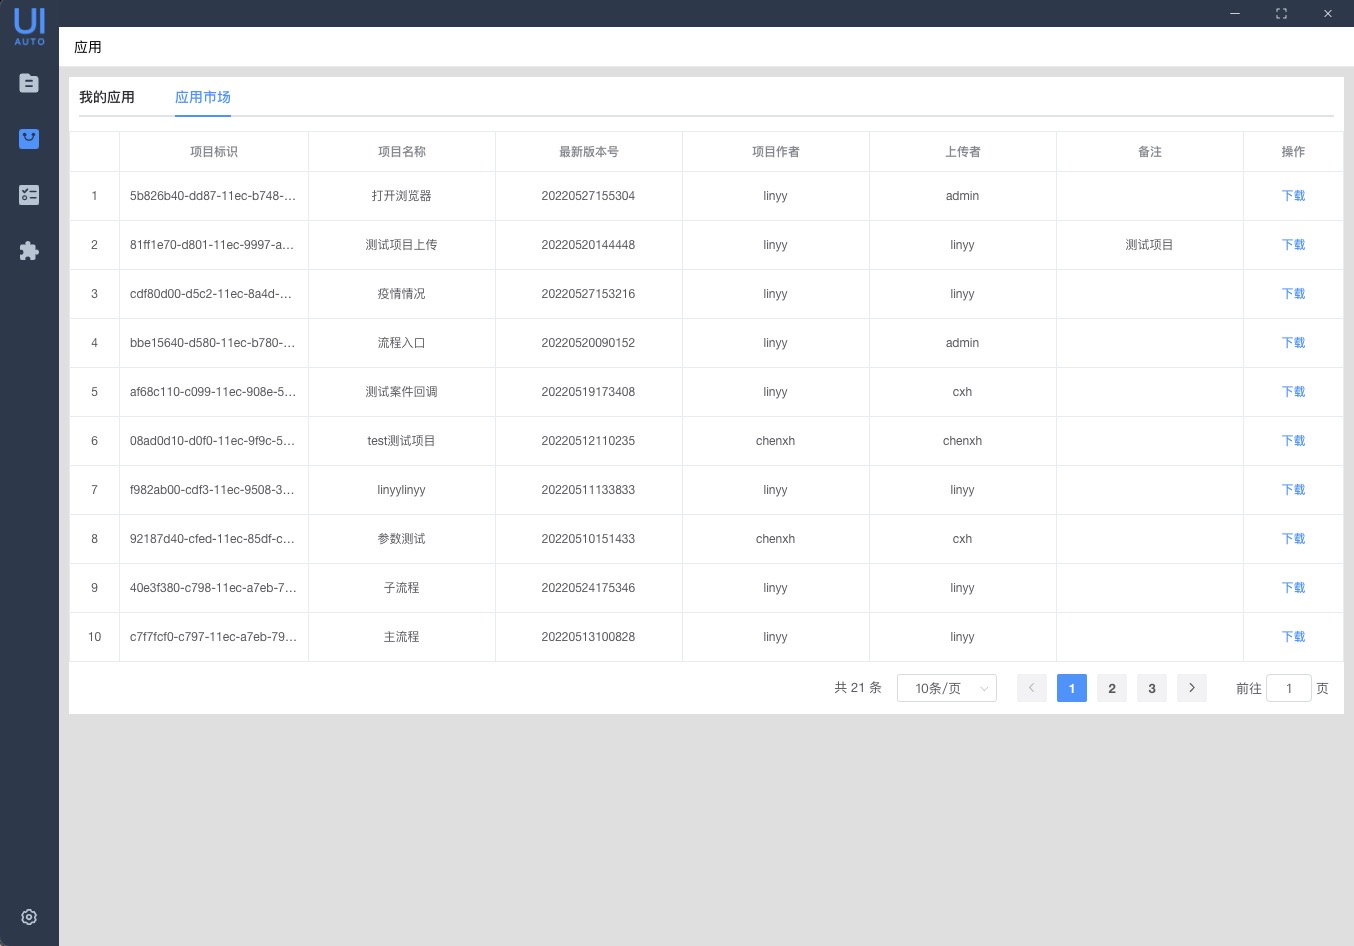 UI
AUTO
应用
我的应用 应用市场
项目标识 项目名称 最新版本号 项目作者 上传者 备注 操作
1 5b826b40-dd87-11ec-b748-... 打开浏览器 20220527155304 linyy admin 下载
2 81ff1e70-d801-11ec-9997-a... 测试项目上传 20220520144448 linyy linyy 测试项目 下载
3 cdf80d00-d5c2-11ec-8a4d-... 疫情情况 20220527153216 linyy linyy 下载
4 bbe15640-d580-11ec-b780-... 流程入口 20220520090152 linyy admin 下载
5 af68c110-c099-11ec-908e-5... 测试案件回调 20220519173408 linyy cxh 下载
6 08ad0d10-d0f0-11ec-9f9c-5... test测试项目 20220512110235 chenxh chenxh 下载
7 f982ab00-cdf3-11ec-9508-3... linyylinyy 20220511133833 linyy linyy 下载
8 92187d40-cfed-11ec-85df-c... 参数测试 20220510151433 chenxh cxh 下载
9 40e3f380-c798-11ec-a7eb-7... 子流程 20220524175346 linyy linyy 下载
10 c7f7fcf0-c797-11ec-a7eb-79... 主流程 20220513100828 linyy linyy 下载
共 21 条 10条/页 1 2 3 前往 1 页